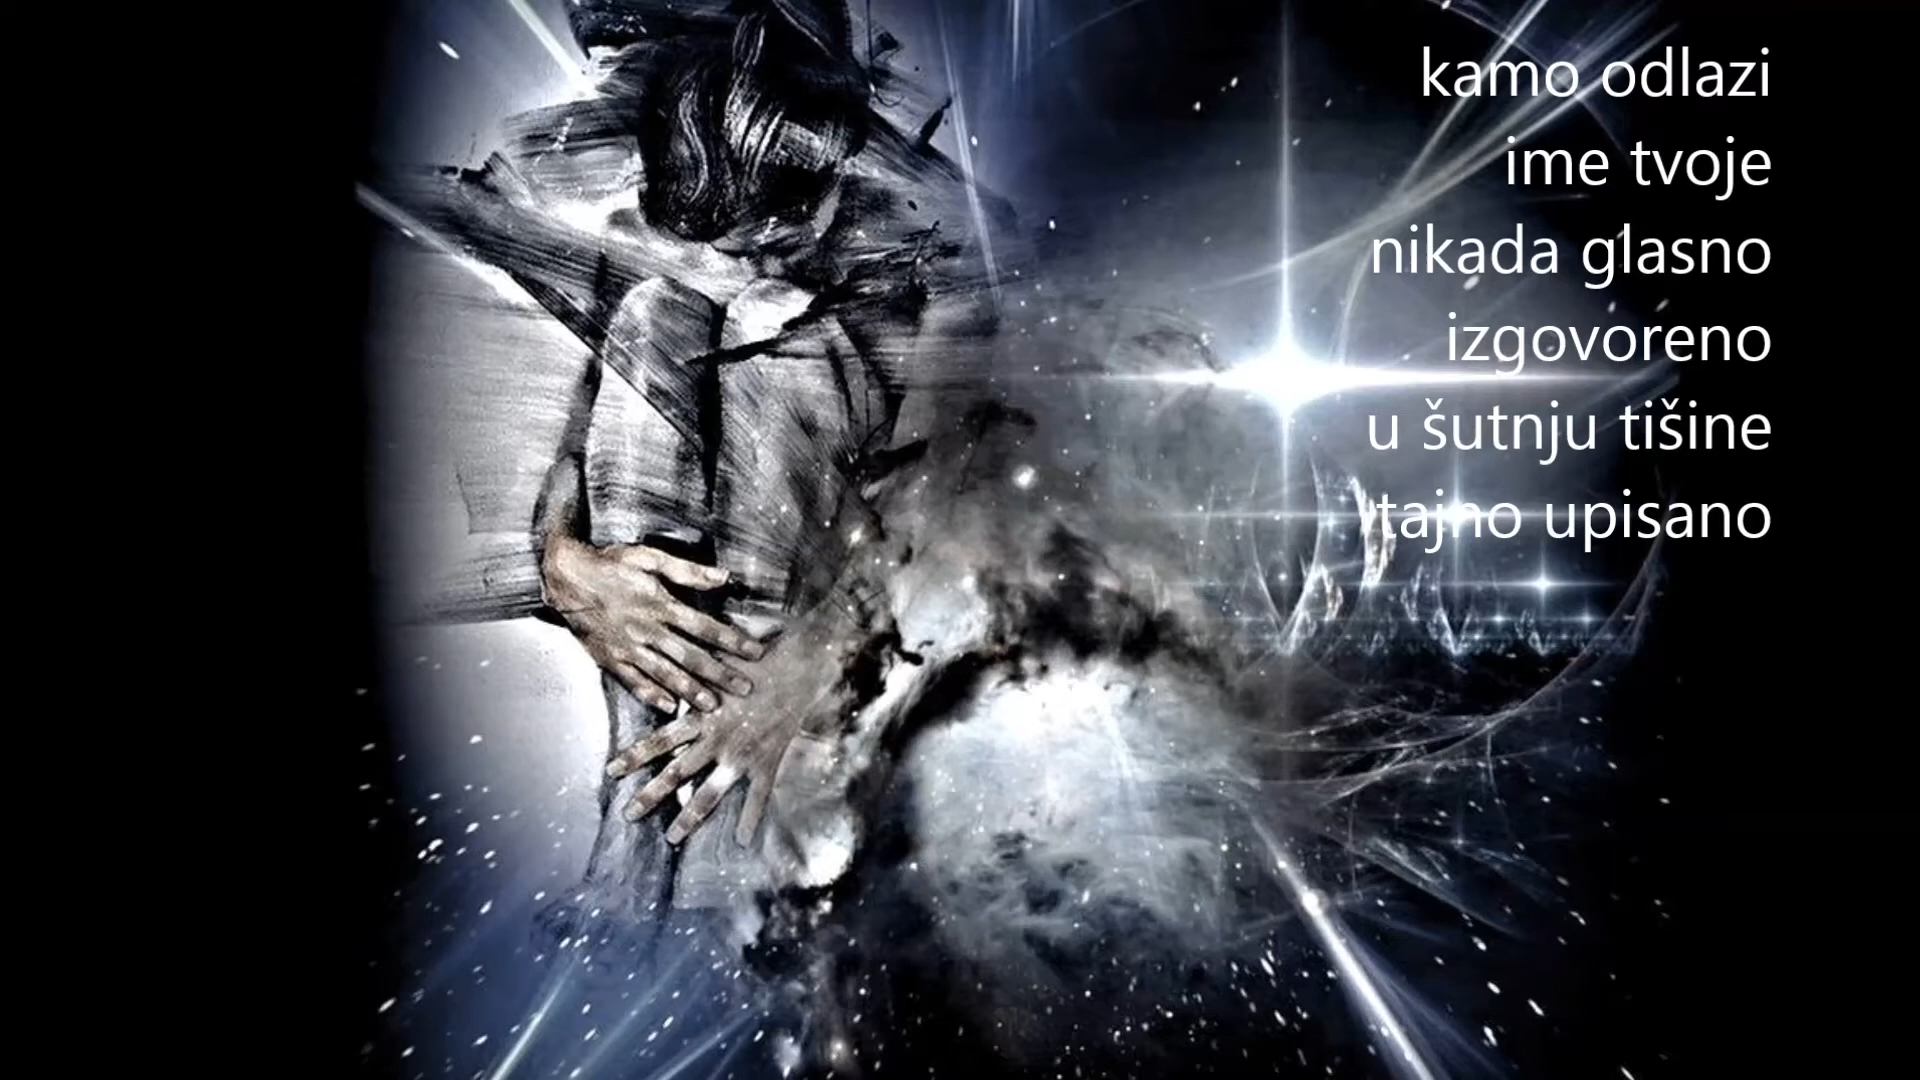 kamo odlazi
ime tvoje
nikada glasno
izgovoreno
u šutnju tišine
tajno upisano